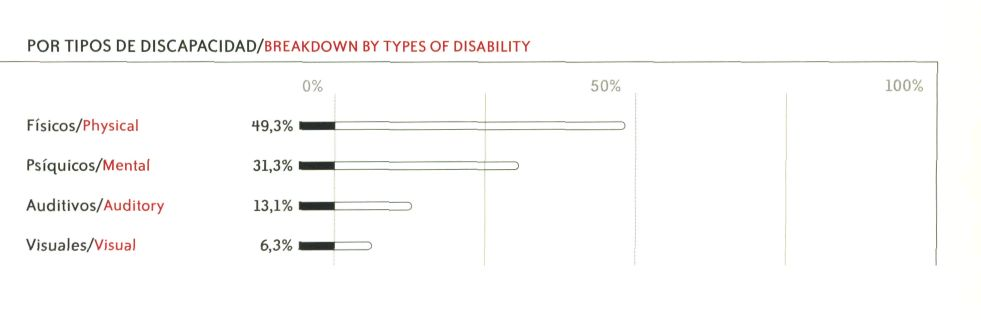 POR TIPOS DE DISCAPACIDAD/BREAKDOWN BY TYPES OF DISABILITY
0% 50% 100%
Físicos/Physical 49,3%
Psíquicos/Mental 31,3%
Auditivos/Auditory 13,1%
Visuales/Visual 6,3%